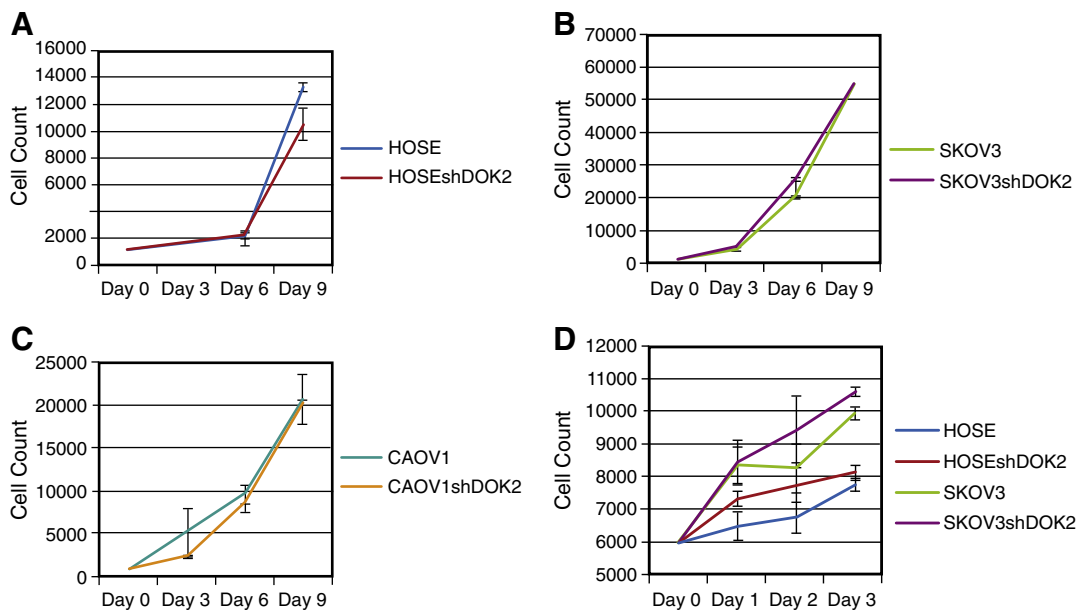 A
16000
14000
12000
10000
8000
6000
2000
0
Cell Count
Day 0 Day 3 Day 6 Day 9
HOSE
HOSEshDOK2
B
70000
60000
50000
40000
30000
20000
10000
0
Cell Count
Day 0 Day 3 Day 6 Day 9
SKOV3
SKOV3shDOK2
C
25000
20000
15000
10000
5000
0
Cell Count
Day 0 Day 3 Day 6 Day 9
CAOV1
CAOV1shDOK2
D
12000
11000
10000
9000
8000
7000
6000
5000
Cell Count
Day 0 Day 1 Day 2 Day 3
HOSE
HOSEshDOK2
SKOV3
SKOV3shDOK2